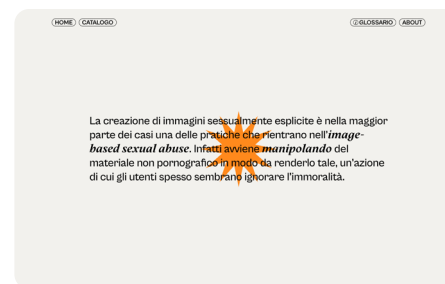 HOME CATALOGO GLOSSARIO ABOUT
La creazione di immagini sessualmente esplicite è nella maggior
parte dei casi una delle pratiche che rientrano nell'image-
based sexual abuse. Infatti avviene manipolando del
materiale non pornografico in modo da renderlo tale, un'azione
di cui gli utenti spesso sembrano ignorare l'immoralità.